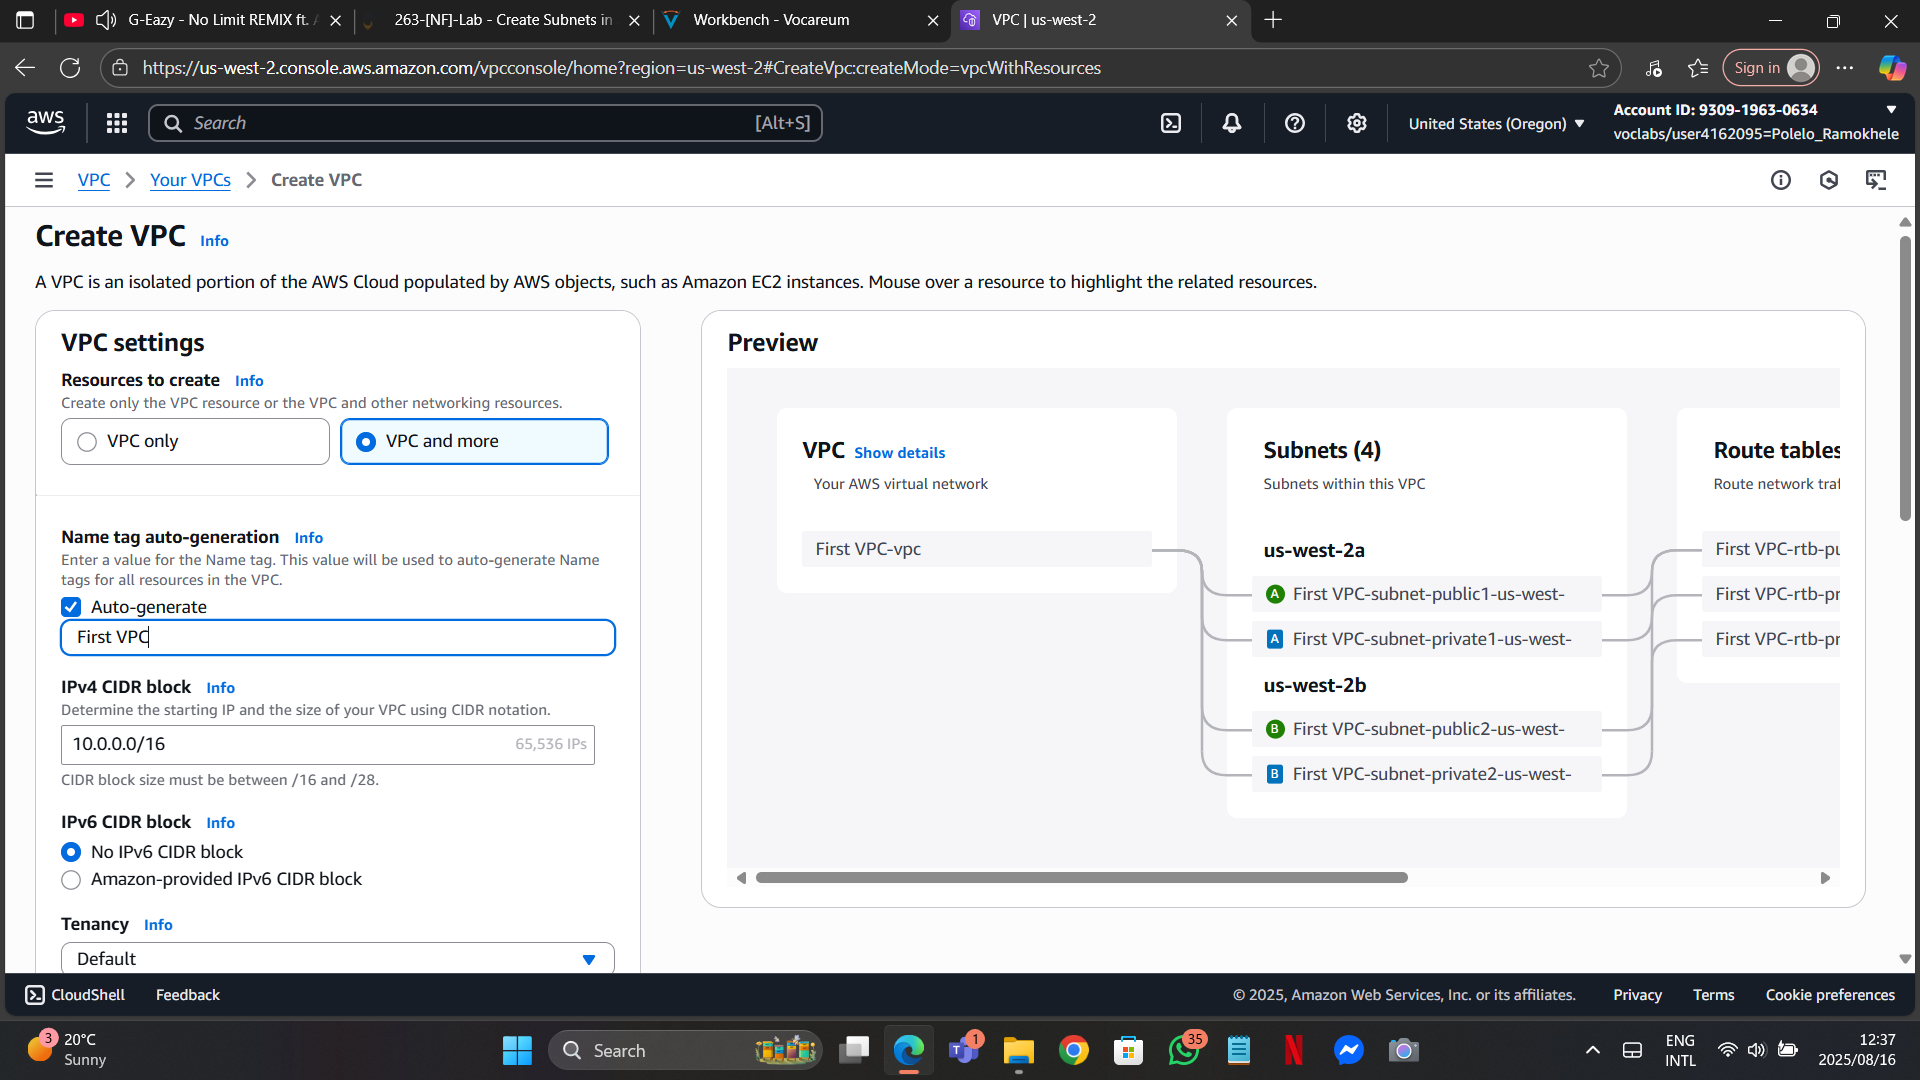 G-Eazy - No Limit REMIX ft. A
263-[NF]-Lab - Create Subnets in
Workbench - Vocareum
VPC | us-west-2
https://us-west-2.console.aws.amazon.com/vpcconsole/home?region=us-west-2#CreateVpc:createMode=vpcWithResources
Sign in
aws
Search
[Alt+S]
United States (Oregon)
Account ID: 9309-1963-0634
voclabs/user4162095=Polelo_Ramokhele
VPC
Your VPCs
Create VPC
Create VPC Info
A VPC is an isolated portion of the AWS Cloud populated by AWS objects, such as Amazon EC2 instances. Mouse over a resource to highlight the related resources.
VPC settings
Resources to create Info
Create only the VPC resource or the VPC and other networking resources.
VPC only
VPC and more
Name tag auto-generation Info
Enter a value for the Name tag. This value will be used to auto-generate Name
tags for all resources in the VPC.
Auto-generate
First VPC
IPv4 CIDR block Info
Determine the starting IP and the size of your VPC using CIDR notation.
10.0.0.0/16
65,536 IPs
CIDR block size must be between /16 and /28.
IPv6 CIDR block Info
No IPv6 CIDR block
Amazon-provided IPv6 CIDR block
Tenancy Info
Default
Preview
VPC Show details
Your AWS virtual network
First VPC-vpc
Subnets (4)
Subnets within this VPC
us-west-2a
A First VPC-subnet-public1-us-west-
A First VPC-subnet-private1-us-west-
us-west-2b
B First VPC-subnet-public2-us-west-
B First VPC-subnet-private2-us-west-
Route tables
Route network traf
First VPC-rtb-pu
First VPC-rtb-pr
First VPC-rtb-pr
CloudShell
Feedback
© 2025, Amazon Web Services, Inc. or its affiliates.
Privacy
Terms
Cookie preferences
3
20°C
Sunny
Search
1
35
ENG
INTL
12:37
2025/08/16